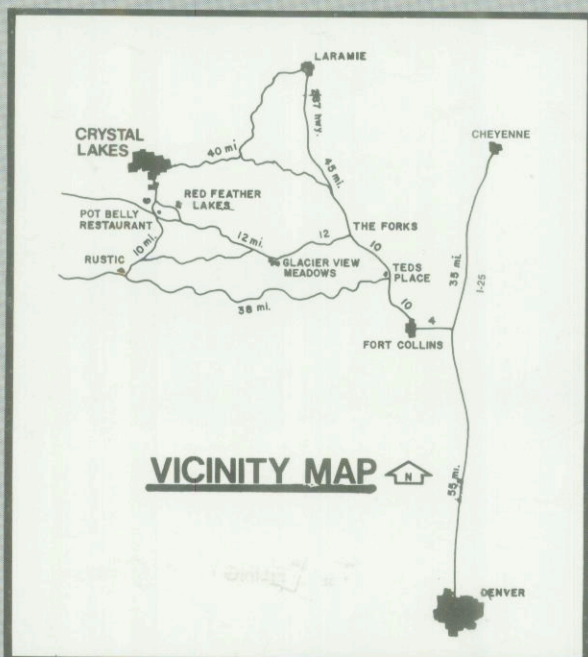 LARAMIE
287 hwy.
CHEYENNE
CRYSTAL
LAKES
40 mi.
45 mi.
RED FEATHER
LAKES
8
POT BELLY
RESTAURANT
THE FORKS
12
12 mi.
10 mi.
10
RUSTIC
GLACIER VIEW
MEADOWS
TEDS
PLACE
35 mi.
I-25
38 mi.
10
4
FORT COLLINS
VICINITY MAP
N
55 mi.
DENVER